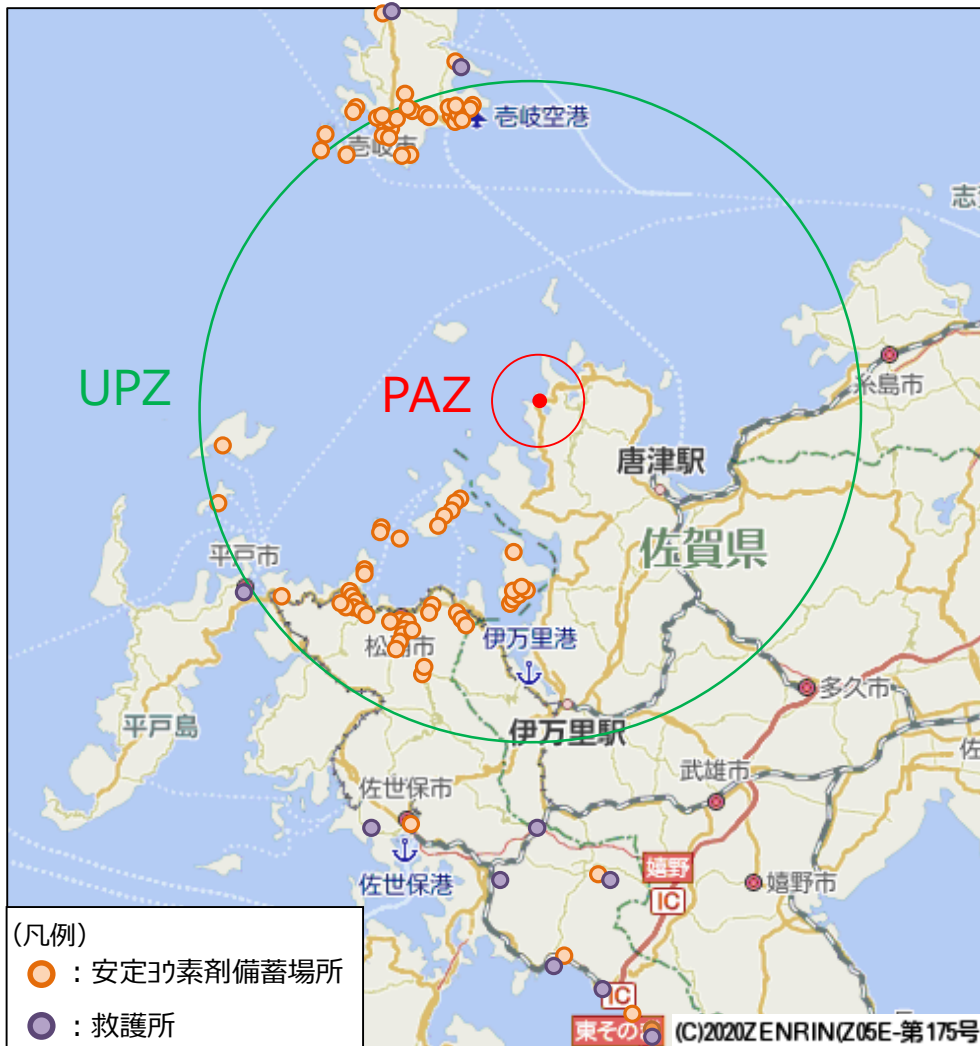 壱岐空港
壱岐市
志
UPZ
PAZ
糸島市
唐津駅
佐賀県
平戸市
伊万里港
松浦市
多久市
平戸島
伊万里駅
佐
武雄市
佐世保市
嬉野
佐世保港
IC
嬉野市
(凡例)
:安定ヨウ素剤備蓄場所
IC
:救護所
東その
(C)2020ZENRIN(Z05E-第175号